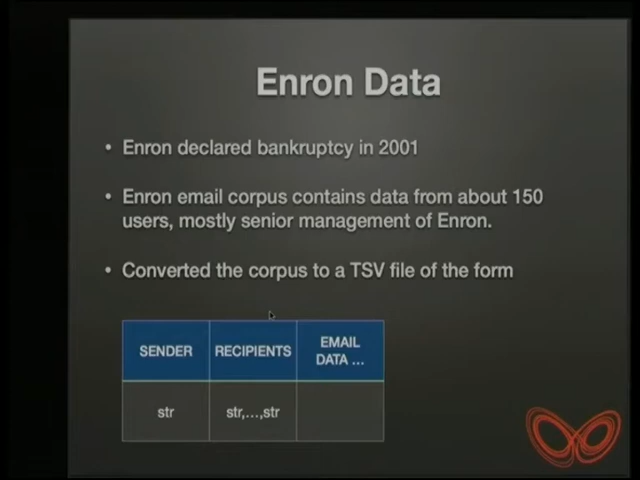 Enron Data
• Enron declared bankruptcy in 2001
• Enron email corpus contains data from about 150
users, mostly senior management of Enron.
• Converted the corpus to a TSV file of the form
SENDER RECIPIENTS EMAIL
DATA ...
str str,...,str